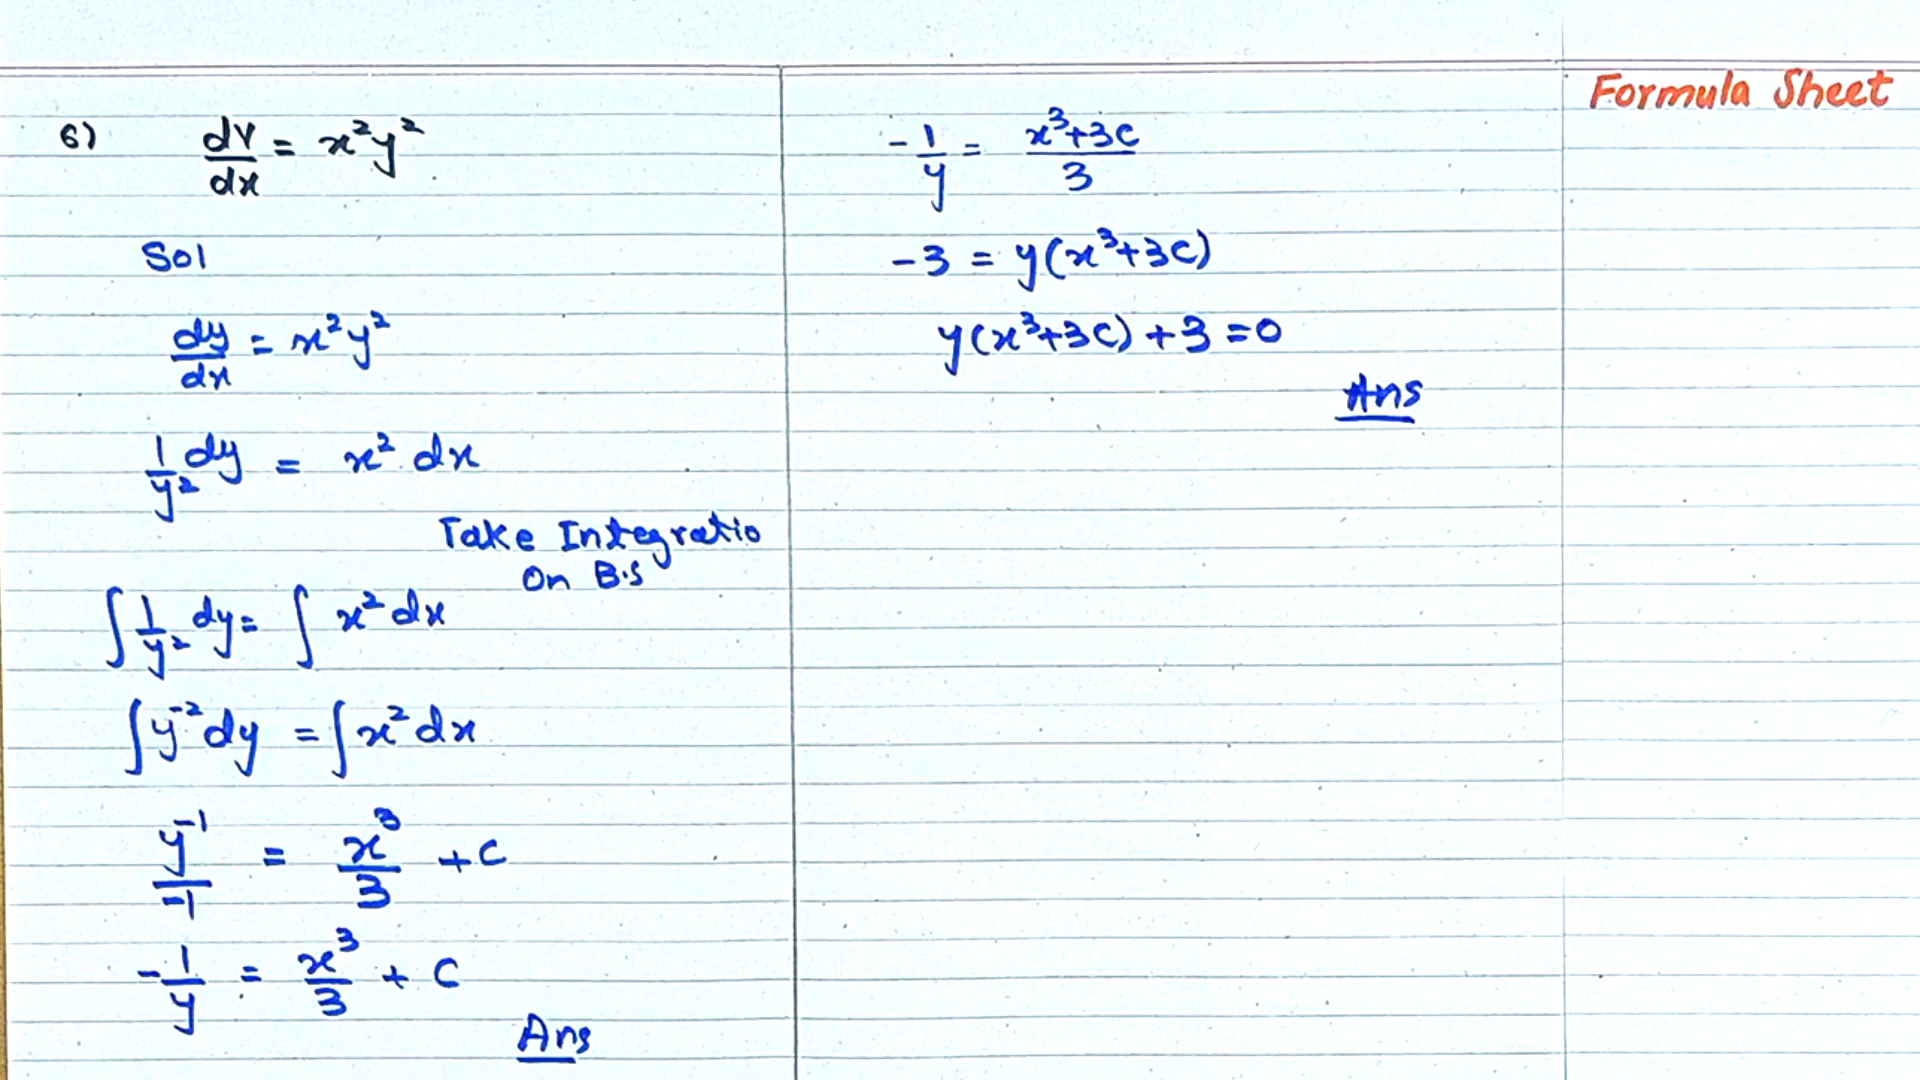 6) dy/dx = x²y²
Sol
dy/dx = x²y²
1/y² dy = x² dx
Take Integratio
On B.S
∫ 1/y² dy = ∫ x² dx
∫ y⁻² dy = ∫ x² dx
y⁻¹/-1 = x³/3 + C
-1/y = x³/3 + C
Ans
-1/y = x³+3C/3
-3 = y(x³+3C)
y(x³+3C) + 3 = 0
Ans
Formula Sheet